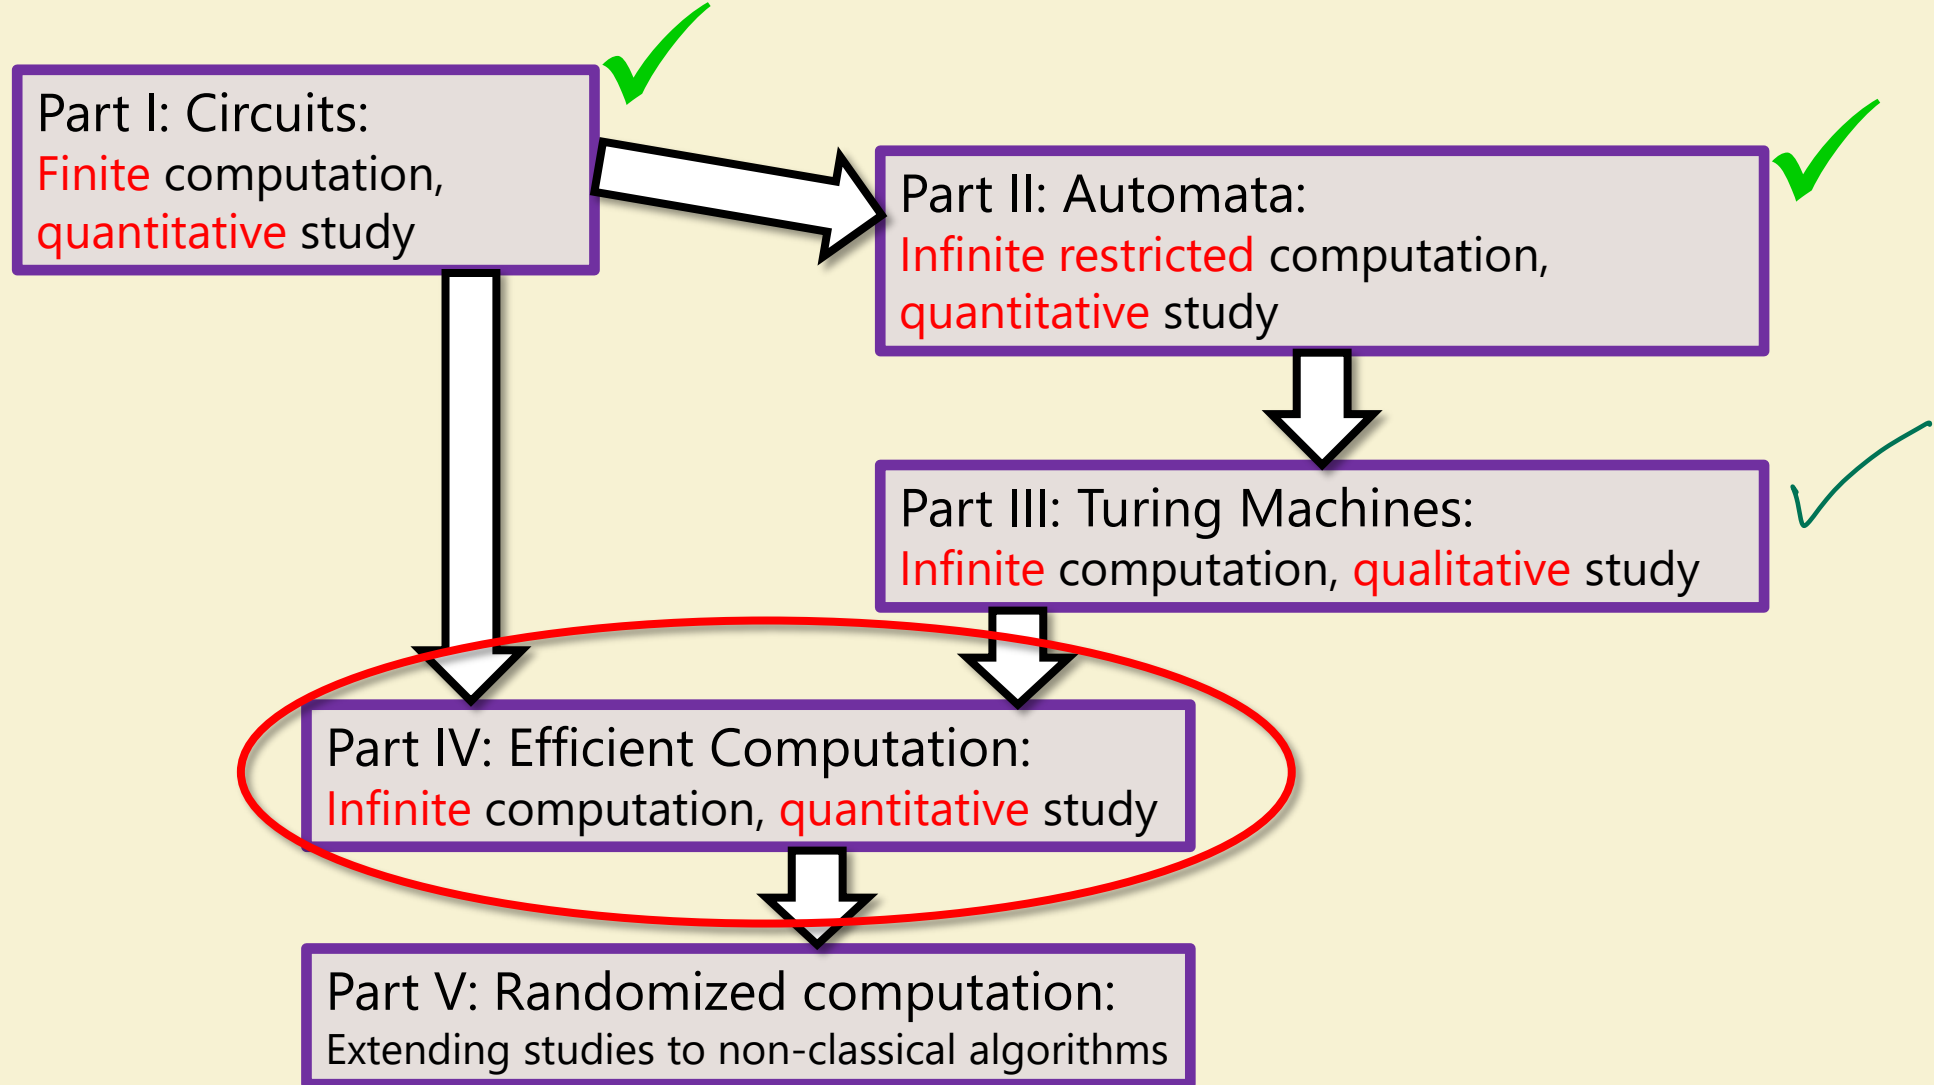 Part I: Circuits:
Finite computation,
quantitative study
Part II: Automata:
Infinite restricted computation,
quantitative study
Part III: Turing Machines:
Infinite computation, qualitative study
Part IV: Efficient Computation:
Infinite computation, quantitative study
Part V: Randomized computation:
Extending studies to non-classical algorithms